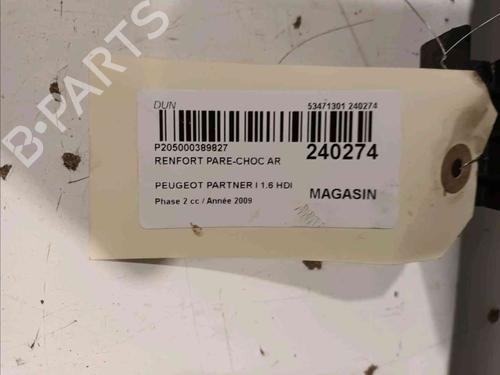 DUN 53471301 240274
P205000389827 240274
RENFORT PARE-CHOC AR
PEUGEOT PARTNER I 1.6 HDI MAGASIN
Phase 2 cc / Année 2009
B-PARTS